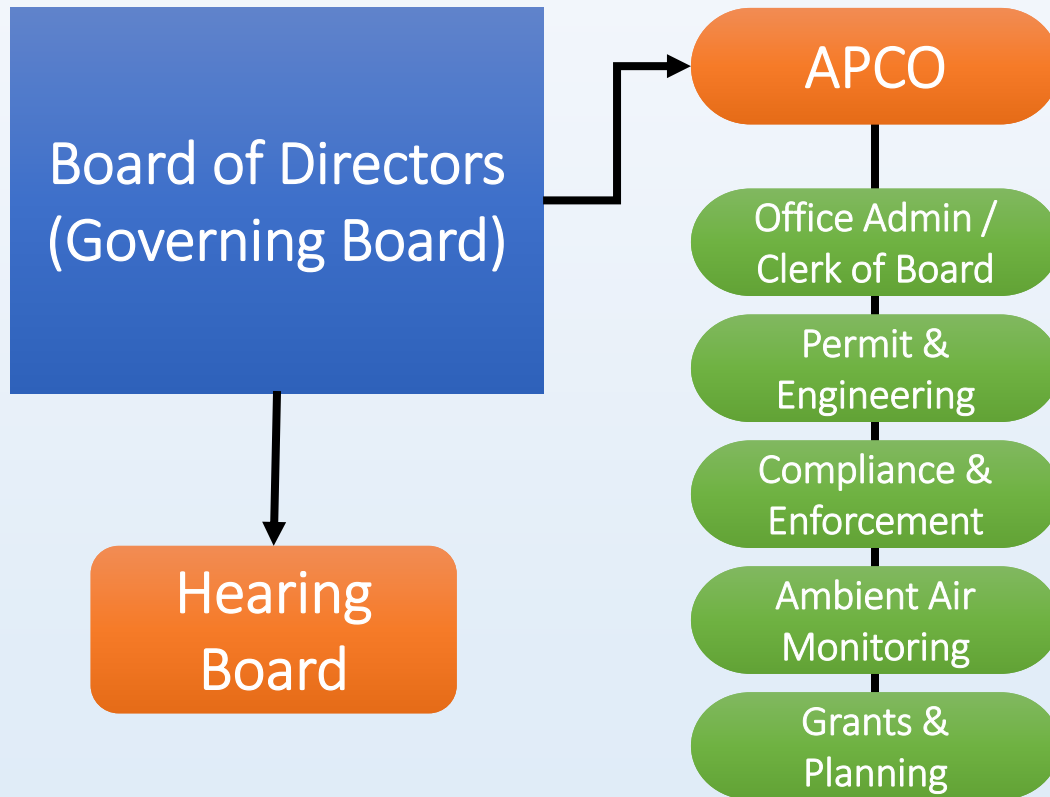 Board of Directors
(Governing Board)
APCO
Office Admin /
Clerk of Board
Permit &
Engineering
Compliance &
Enforcement
Ambient Air
Monitoring
Grants &
Planning
Hearing
Board